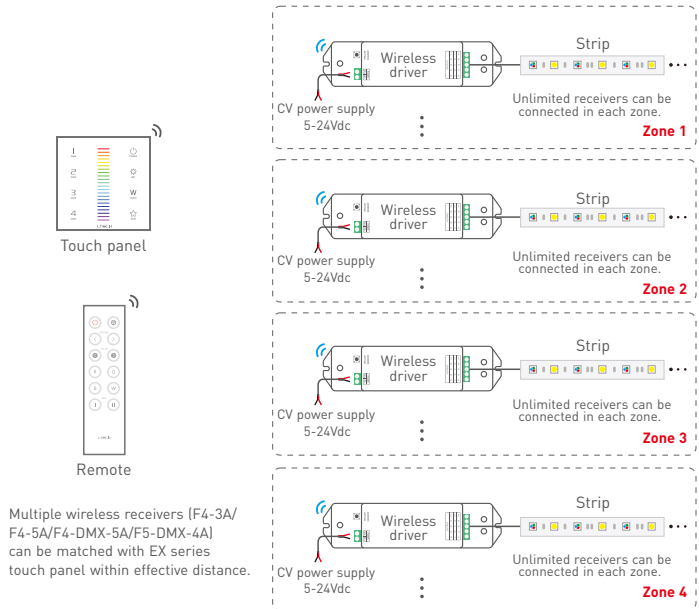 1
2
3
W
4
LTECH
Touch panel
Remote
Multiple wireless receivers (F4-3A/
F4-5A/F4-DMX-5A/F5-DMX-4A)
can be matched with EX series
touch panel within effective distance.
Wireless
driver
Strip
CV power supply
5-24Vdc
Unlimited receivers can be
connected in each zone.
Zone 1
Wireless
driver
Strip
CV power supply
5-24Vdc
Unlimited receivers can be
connected in each zone.
Zone 2
Wireless
driver
Strip
CV power supply
5-24Vdc
Unlimited receivers can be
connected in each zone.
Zone 3
Wireless
driver
Strip
CV power supply
5-24Vdc
Unlimited receivers can be
connected in each zone.
Zone 4